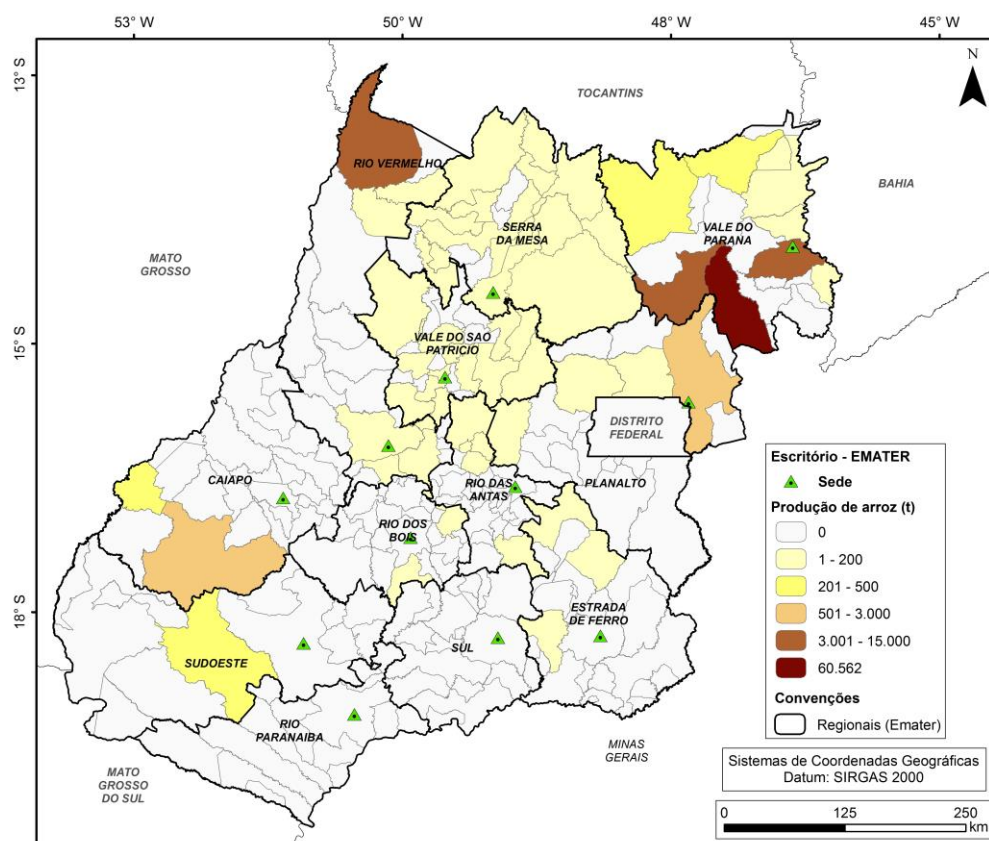 53° W
50° W
48° W
45° W
13° S
15° S
18° S
N
TOCANTINS
BAHIA
MATO
GROSSO
RIO VERMELHO
SERRA
DA MESA
VALE DO
PARANA
VALE DO SAO
PATRICIO
DISTRITO
FEDERAL
CAIAPO
RIO DAS
ANTAS
PLANALTO
RIO DOS
BOIS
ESTRADA
DE FERRO
SUL
SUDOESTE
RIO
PARANAIBA
MINAS
GERAIS
MATO
GROSSO
DO SUL
Escritório - EMATER
Sede
Produção de arroz (t)
0
1 - 200
201 - 500
501 - 3.000
3.001 - 15.000
60.562
Convenções
Regionais (Emater)
Sistemas de Coordenadas Geográficas
Datum: SIRGAS 2000
0 125 250
km